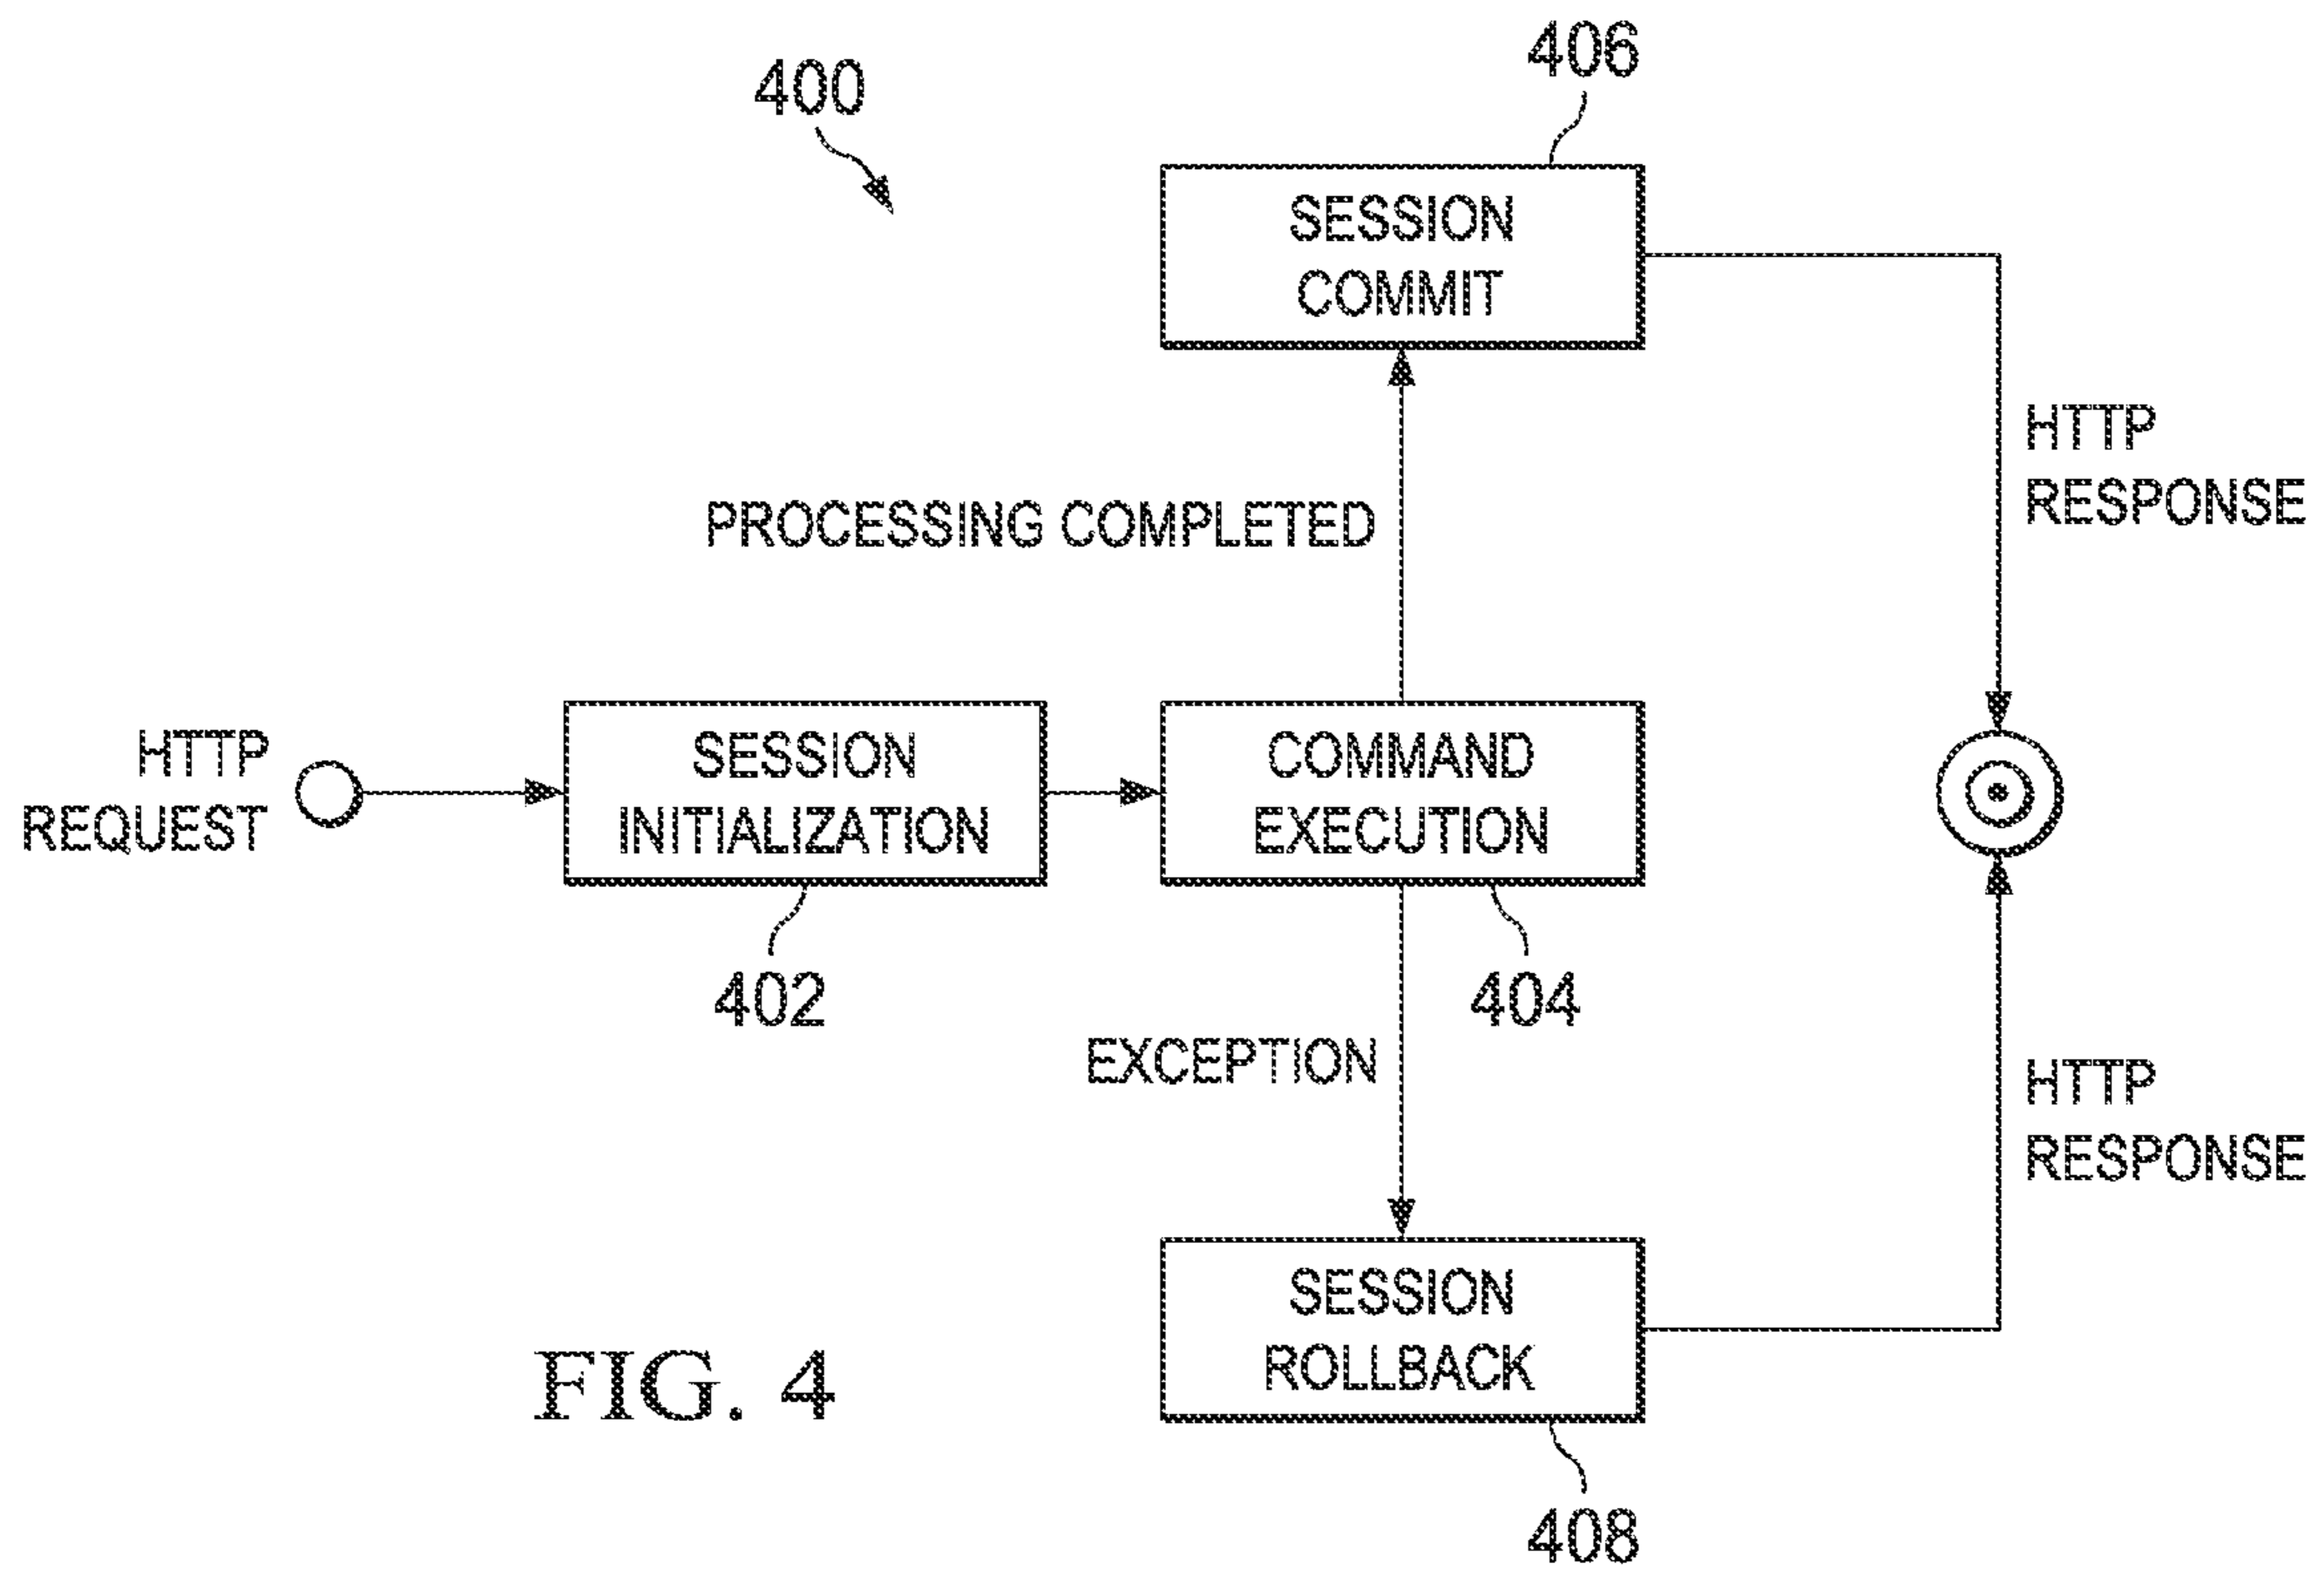 406
400
SESSION
COMMIT
HTTP
RESPONSE
PROCESSING COMPLETED
HTTP
REQUEST
SESSION
INITIALIZATION
COMMAND
EXECUTION
402
404
EXCEPTION
HTTP
RESPONSE
SESSION
ROLLBACK
FIG. 4
408